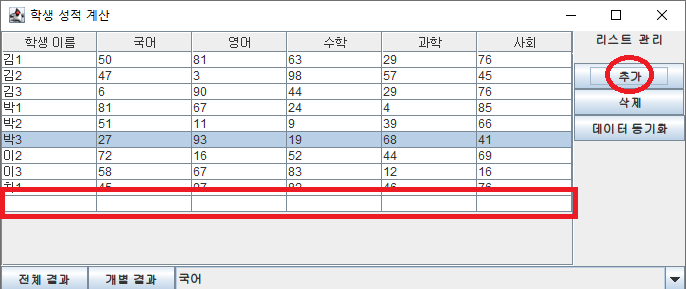 학생 성적 계산
학생 이름 국어 영어 수학 과학 사회 리스트 관리
김1 50 81 63 29 76
김2 47 3 98 57 45 추가
김3 6 90 44 29 76 삭제
박1 81 67 24 4 85
박2 51 11 9 39 66 데이터 동기화
박3 27 93 19 68 41
이2 72 16 52 44 69
이3 58 67 83 12 16
최1 45 97 82 46 76
전체 결과 개별 결과 국어